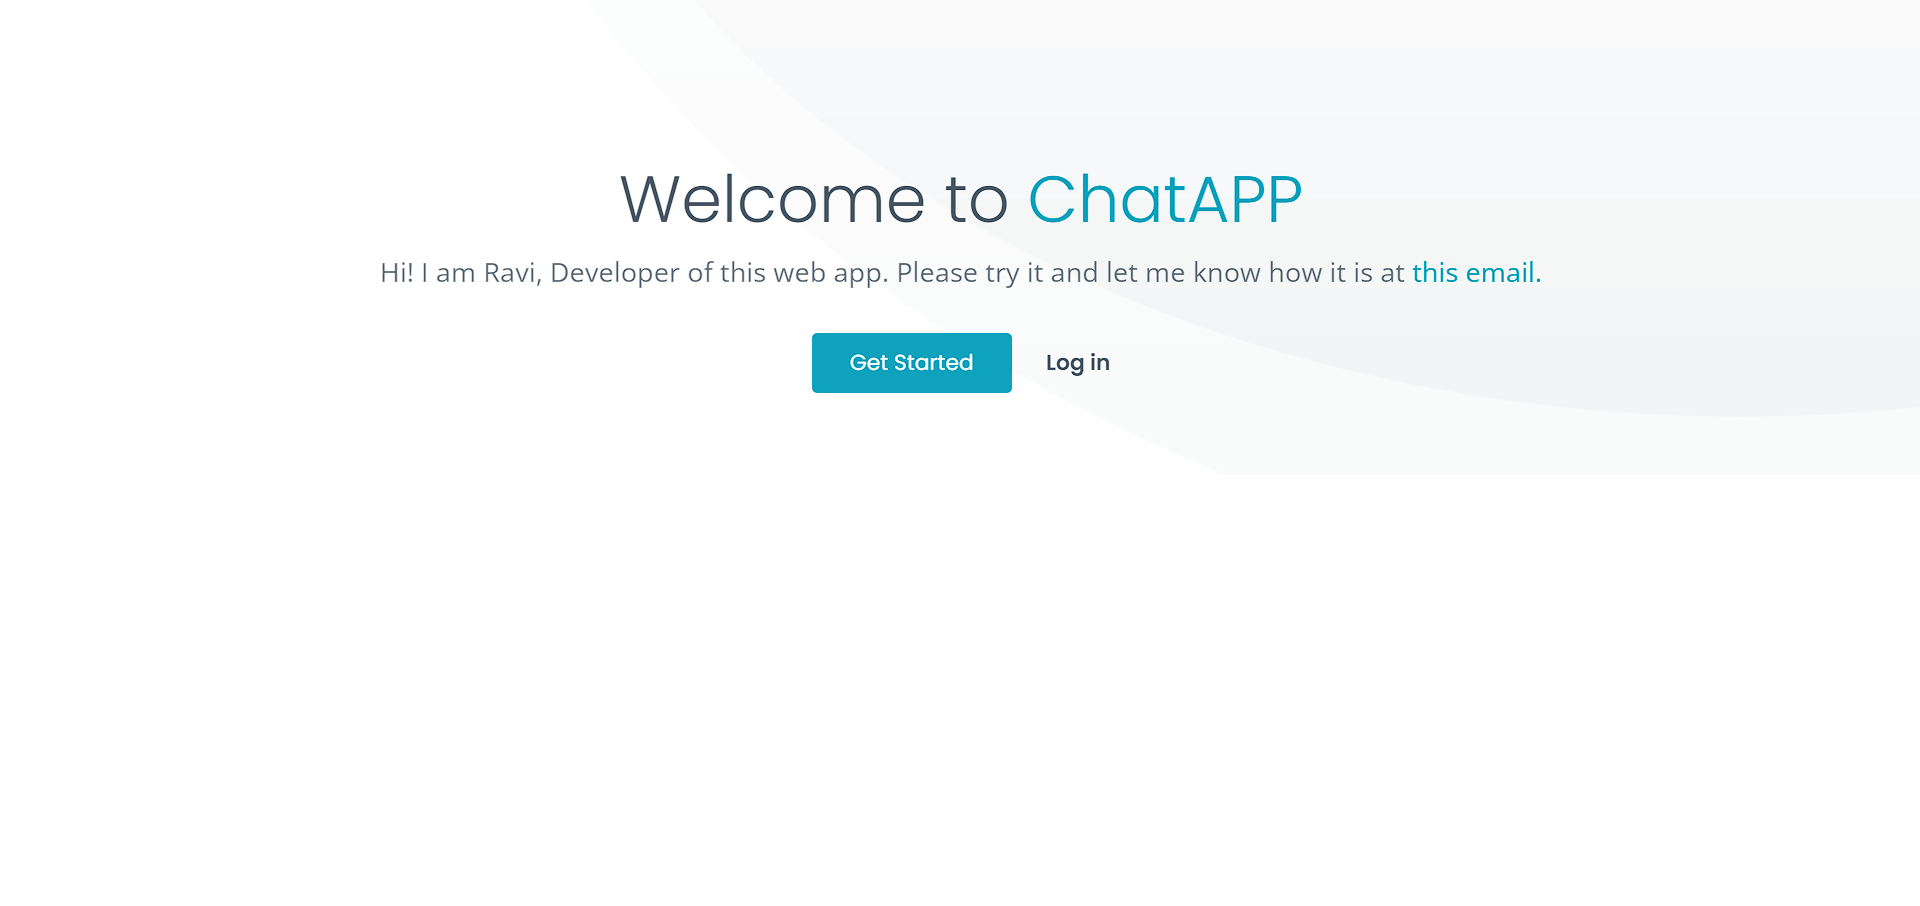 Welcome to ChatAPP
Hi! I am Ravi, Developer of this web app. Please try it and let me know how it is at this email.
Get Started
Log in